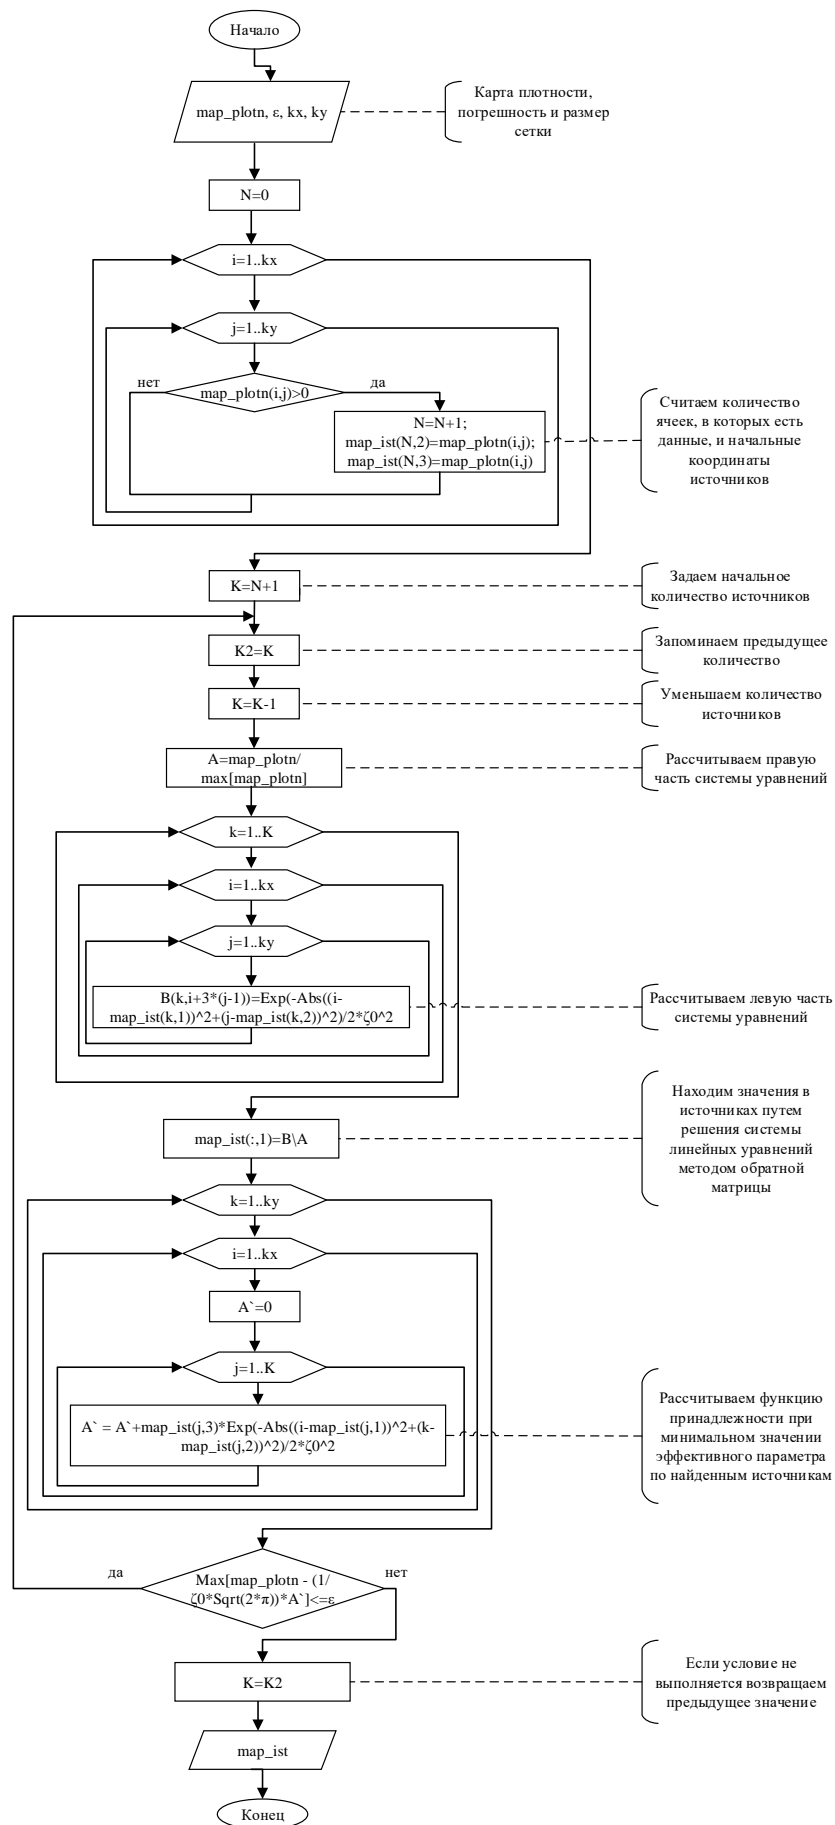 Начало
map_plotn, ε, kx, ky
Карта плотности,
погрешность и размер
сетки
N=0
i=1..kx
j=1..ky
нет
map_plotn(i,j)>0
да
N=N+1;
map_ist(N,2)=map_plotn(i,j);
map_ist(N,3)=map_plotn(i,j)
Считаем количество
ячеек, в которых есть
данные, и начальные
координаты
источников
K=N+1
Задаем начальное
количество источников
K2=K
Запоминаем предыдущее
количество
K=K-1
Уменьшаем количество
источников
A=map_plotn/
max[map_plotn]
Рассчитываем правую
часть системы уравнений
k=1..K
i=1..kx
j=1..ky
B(k,i+3*(j-1))=Exp(-Abs((i-
map_ist(k,1))^2+(j-map_ist(k,2))^2)/2*ζ0^2
Рассчитываем левую часть
системы уравнений
map_ist(:,1)=B\A
Находим значения в
источниках путем
решения системы
линейных уравнений
методом обратной
матрицы
k=1..ky
i=1..kx
A`=0
j=1..K
A` = A`+map_ist(j,3)*Exp(-Abs((i-map_ist(j,1))^2+(k-
map_ist(j,2))^2)/2*ζ0^2
Рассчитываем функцию
принадлежности при
минимальном значении
эффективного параметра
по найденным источникам
да
Max[map_plotn - (1/
ζ0*Sqrt(2*π))*A`]<=ε
нет
K=K2
Если условие не
выполняется возвращаем
предыдущее значение
map_ist
Конец